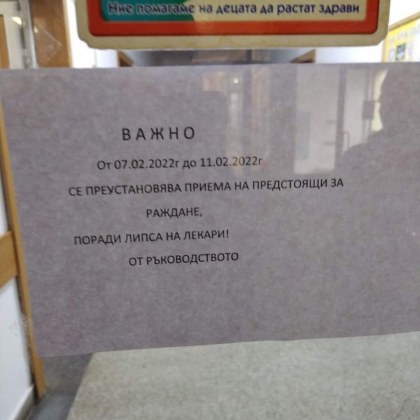 Ние помагаме на децата да растат здрави
ВАЖНО
От 07.02.2022г до 11.02.2022г
СЕ ПРЕУСТАНОВЯВА ПРИЕМА НА ПРЕДСТОЯЩИ ЗА
РАЖДАНЕ,
ПОРАДИ ЛИПСА НА ЛЕКАРИ!
ОТ РЪКОВОДСТВОТО